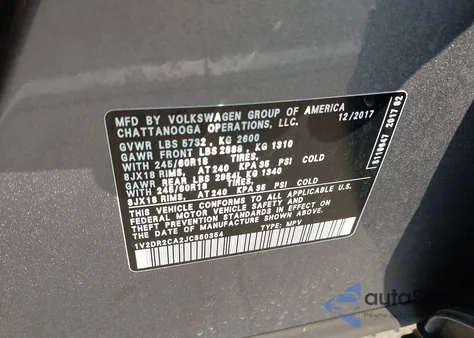 MFD BY VOLKSWAGEN GROUP OF AMERICA
CHATTANOOGA OPERATIONS, LLC. 12/2017
GVWR LBS 5732, KG 2600
GAWR FRONT LBS 2888, KG 1310
WITH 245/60R18 TIRES.
8JX18 RIMS, AT240 KPA 35 PSI COLD
GAWR REAR LBS 2954, KG 1340
WITH 245/60R18 TIRES.
8JX18 RIMS, AT240 KPA 35 PSI COLD
THIS VEHICLE CONFORMS TO ALL APPLICABLE U.S.
FEDERAL MOTOR VEHICLE SAFETY AND
THEFT PREVENTION STANDARDS IN EFFECT ON
THE DATE OF MANUFACTURE SHOWN ABOVE.
1V2DR2CA2JC550354 TYPE: MPV
2017 02